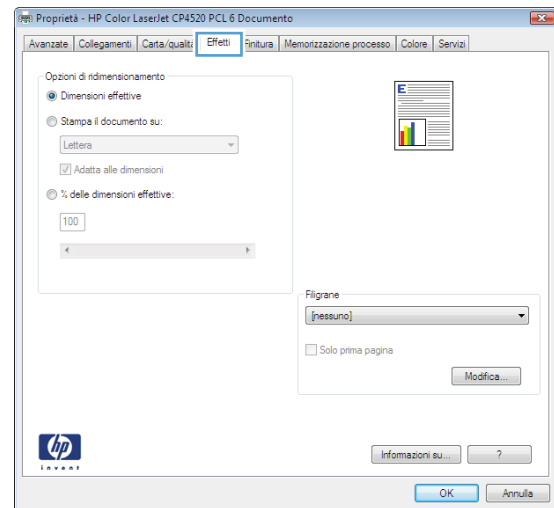 Proprietà - HP Color LaserJet CP4520 PCL 6 Documento
Avanzate Collegamenti Carta/qualità Effetti Finitura Memorizzazione processo Colore Servizi
Opzioni di ridimensionamento
Dimensioni effettive
Stampa il documento su:
Lettera
Adatta alle dimensioni
% delle dimensioni effettive:
100
E
Filigrane
[nessuno]
Solo prima pagina
Modifica...
hp
invent
Informazioni su... ?
OK Annulla